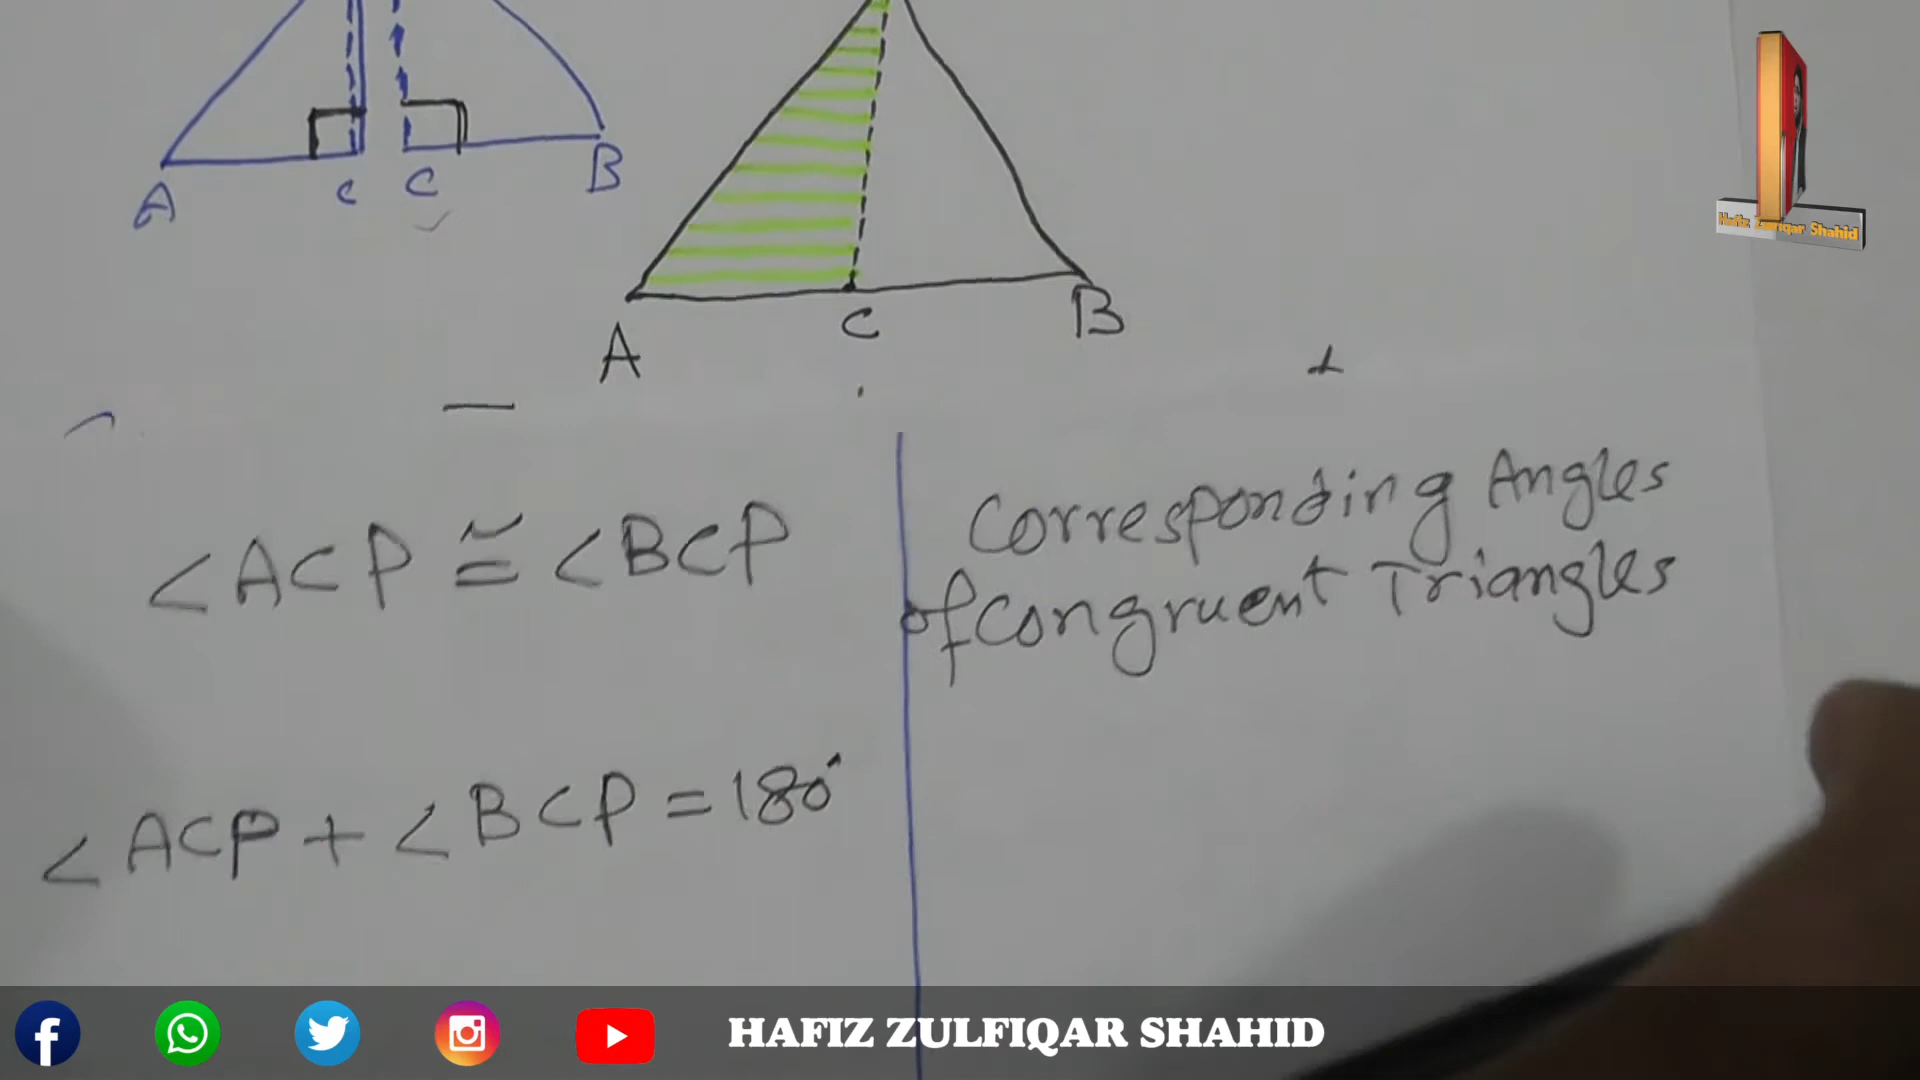 A
c
C
B
A
C
B
Hafiz Zulfiqar Shahid
<ACP ≅ <BCP
Corresponding Angles
of congruent Triangles
<ACP + <BCP = 180°
HAFIZ ZULFIQAR SHAHID